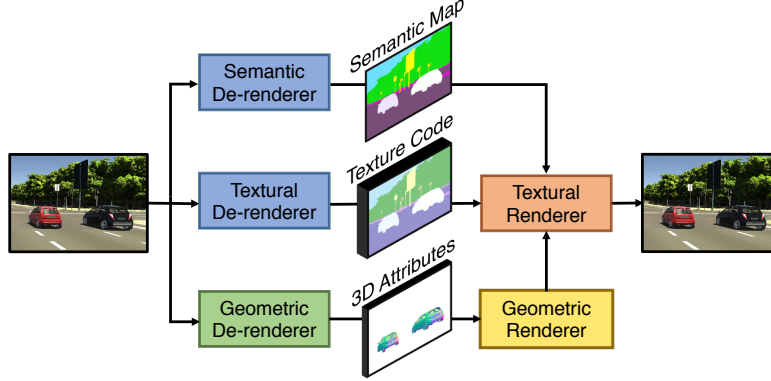 Semantic
De-renderer
Semantic Map
Textural
De-renderer
Texture Code
Textural
Renderer
Geometric
De-renderer
3D Attributes
Geometric
Renderer